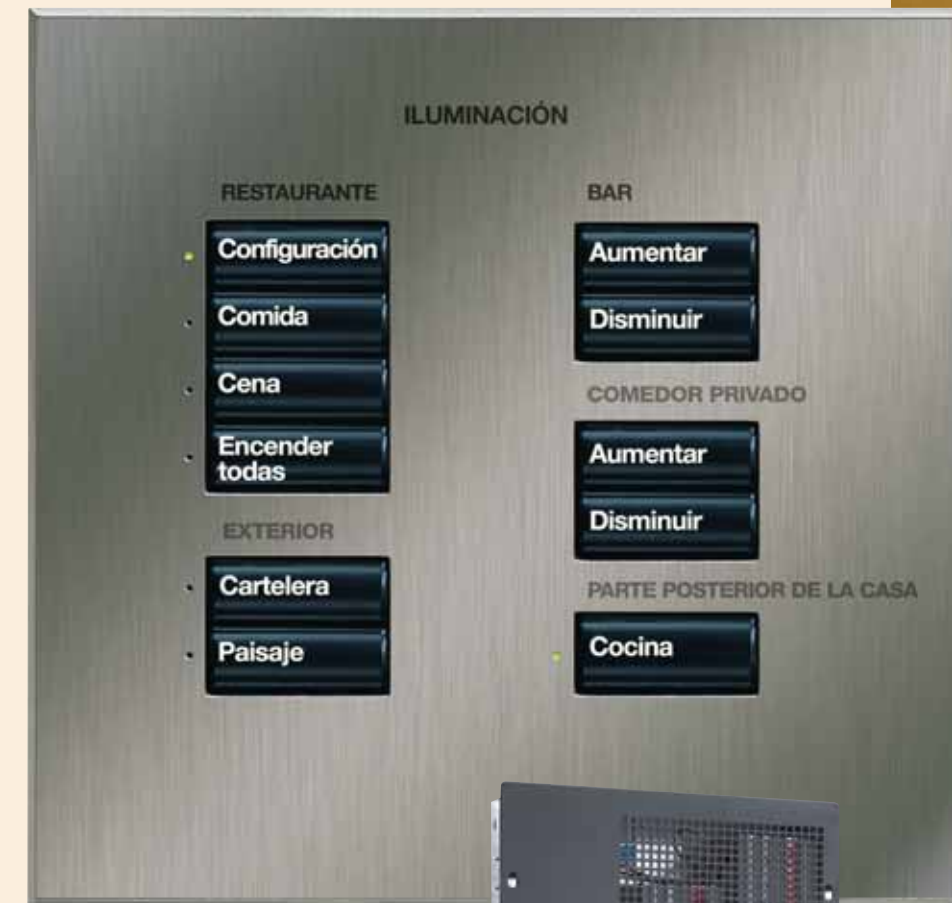 ILUMINACIÓN
RESTAURANTE
Configuración
Comida
Cena
Encender
todas
EXTERIOR
Cartelera
Paisaje
BAR
Aumentar
Disminuir
COMEDOR PRIVADO
Aumentar
Disminuir
PARTE POSTERIOR DE LA CASA
Cocina